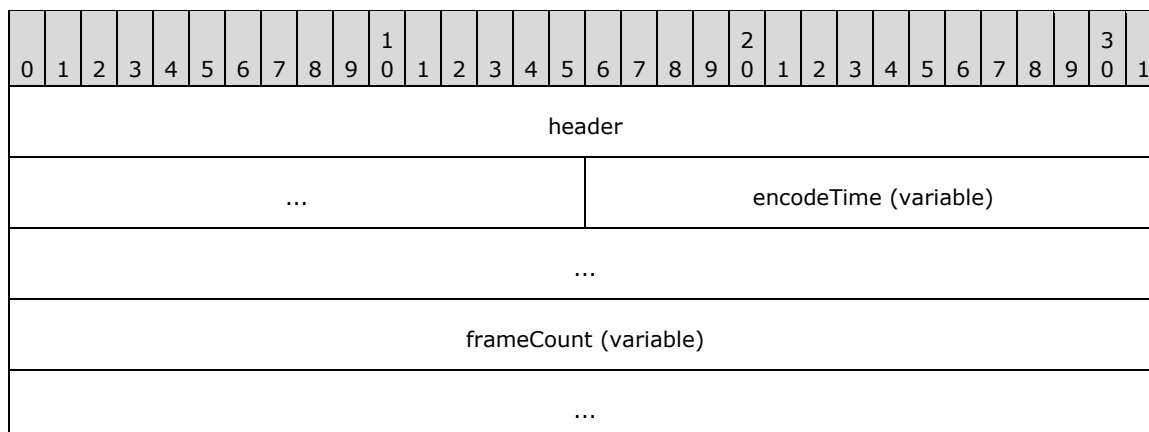 1 2 3
0 1 2 3 4 5 6 7 8 9 0 1 2 3 4 5 6 7 8 9 0 1 2 3 4 5 6 7 8 9 0 1
header
... encodeTime (variable)
...
frameCount (variable)
...